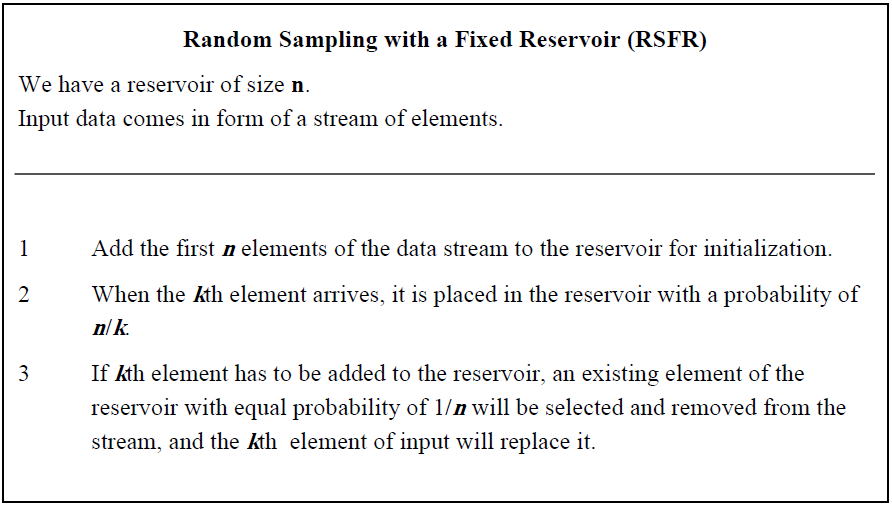 Random Sampling with a Fixed Reservoir (RSFR)
We have a reservoir of size n.
Input data comes in form of a stream of elements.
1 Add the first n elements of the data stream to the reservoir for initialization.
2 When the kth element arrives, it is placed in the reservoir with a probability of
n/k.
3 If kth element has to be added to the reservoir, an existing element of the
reservoir with equal probability of 1/n will be selected and removed from the
stream, and the kth element of input will replace it.